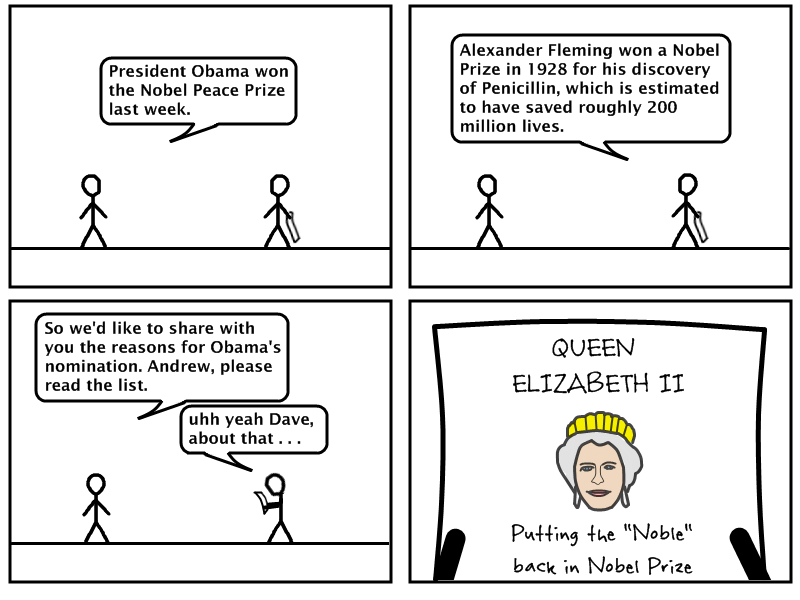 President Obama won
the Nobel Peace Prize
last week.
Alexander Fleming won a Nobel
Prize in 1928 for his discovery
of Penicillin, which is estimated
to have saved roughly 200
million lives.
So we'd like to share with
you the reasons for Obama's
nomination. Andrew, please
read the list.
uhh yeah Dave,
about that . . .
QUEEN
ELIZABETH II
Putting the "Noble"
back in Nobel Prize